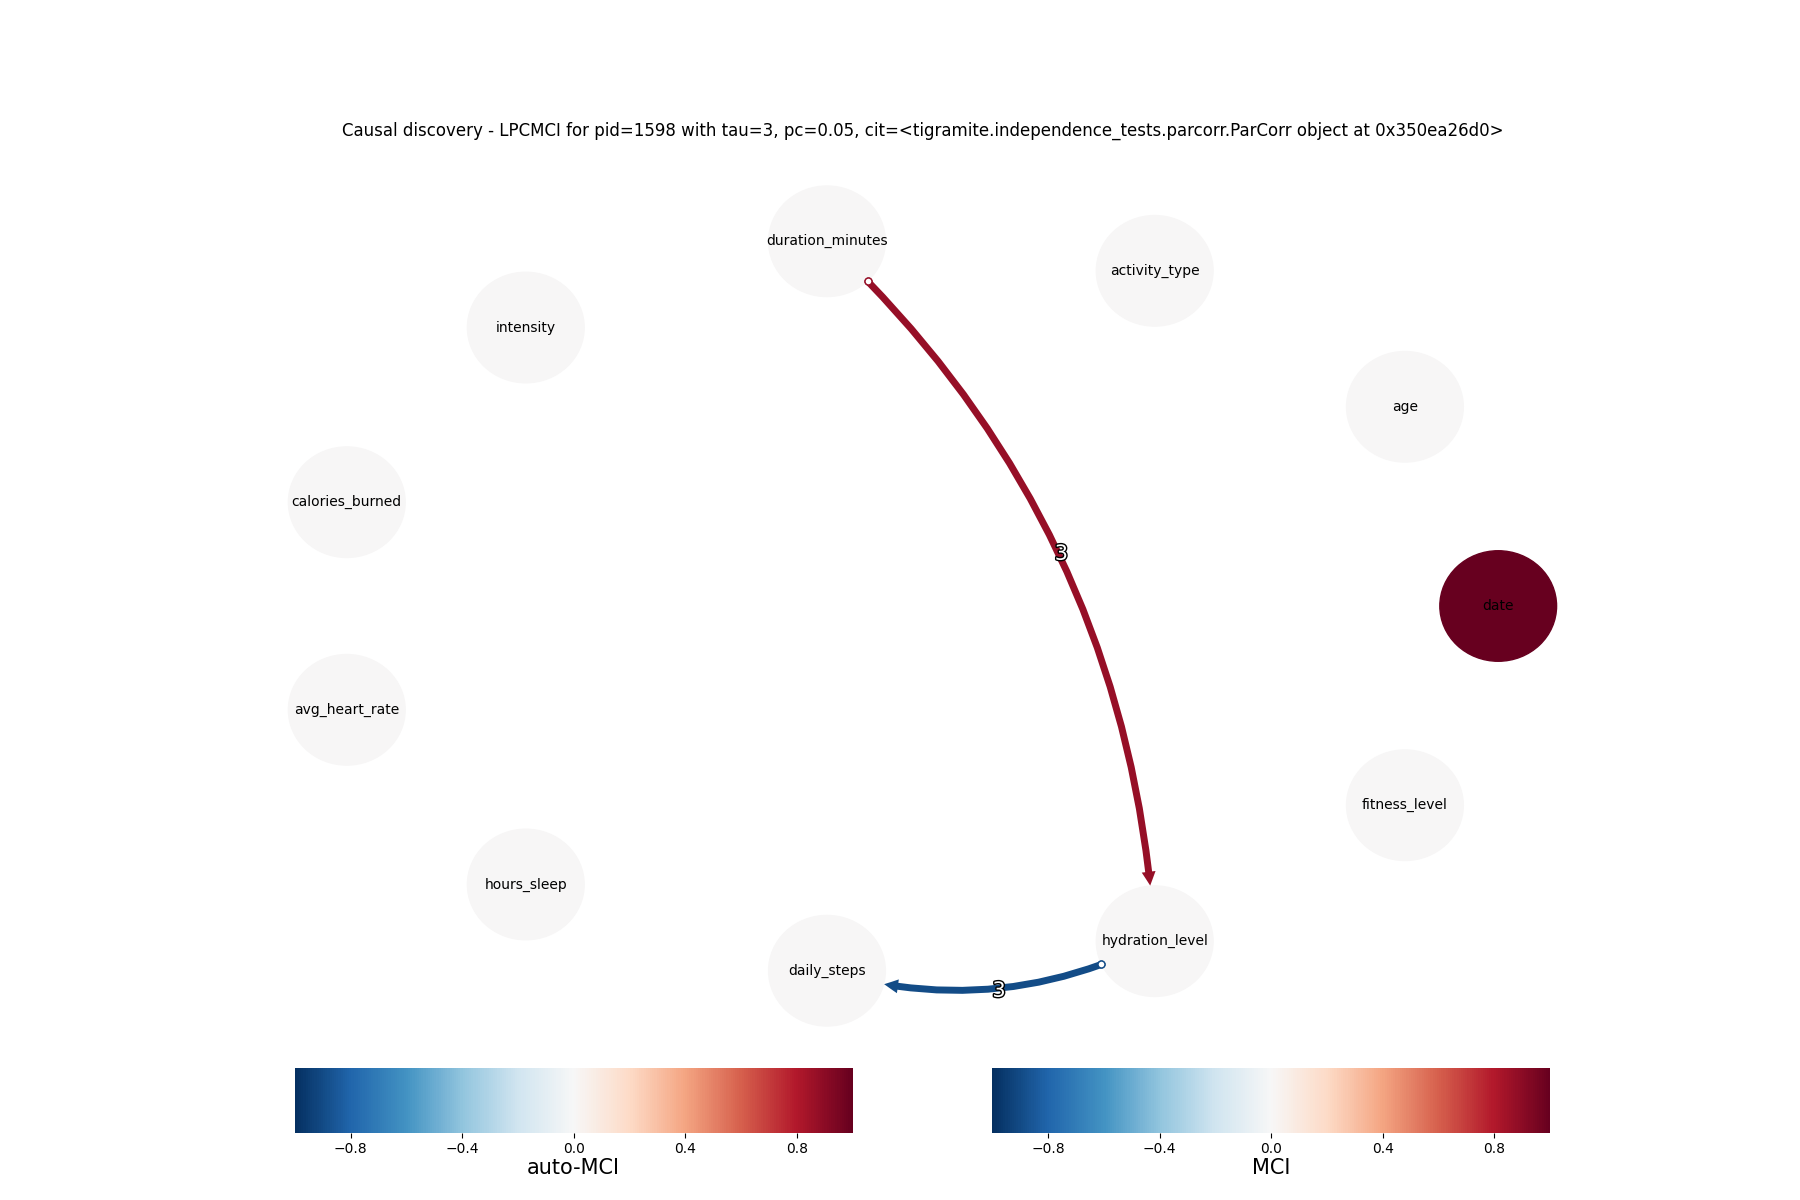 Causal discovery - LPCMCI for pid=1598 with tau=3, pc=0.05, cit=<tigramite.independence_tests.parcorr.ParCorr object at 0x350ea26d0>
duration_minutes
activity_type
intensity
age
calories_burned
3
date
avg_heart_rate
fitness_level
hours_sleep
hydration_level
daily_steps
3
−0.8 −0.4 0.0 0.4 0.8
auto-MCI
−0.8 −0.4 0.0 0.4 0.8
MCI